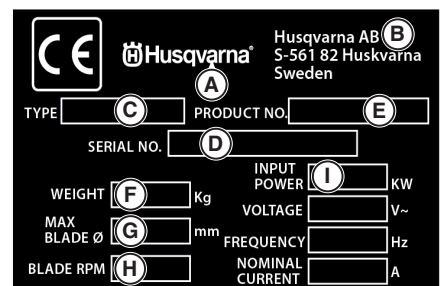 CE
Husqvarna®
A
Husqvarna AB B
S-561 82 Huskvarna
Sweden
TYPE C PRODUCT NO. E
SERIAL NO. D
INPUT POWER I KW
WEIGHT F Kg
VOLTAGE V~
MAX BLADE Ø G mm
FREQUENCY Hz
BLADE RPM H
NOMINAL CURRENT A